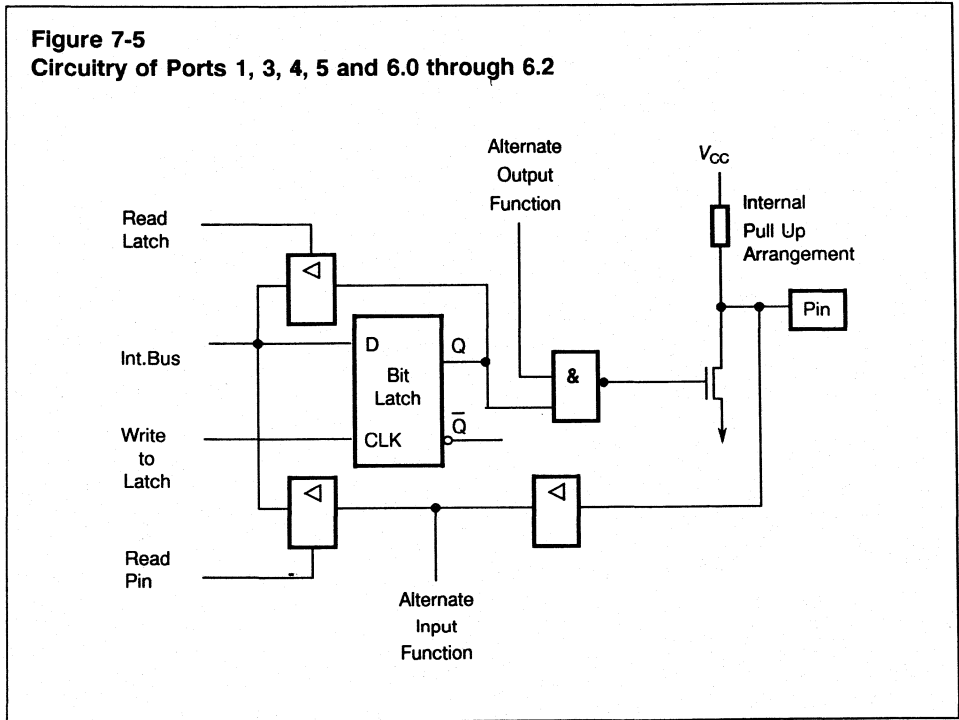 Figure 7-5
Circuitry of Ports 1, 3, 4, 5 and 6.0 through 6.2
Alternate
Output
Function
VCC
Internal
Pull Up
Arrangement
Read
Latch
Pin
Int.Bus
D
Q
Bit
Latch
&
Write
to
Latch
CLK
Q̅
Read
Pin
Alternate
Input
Function